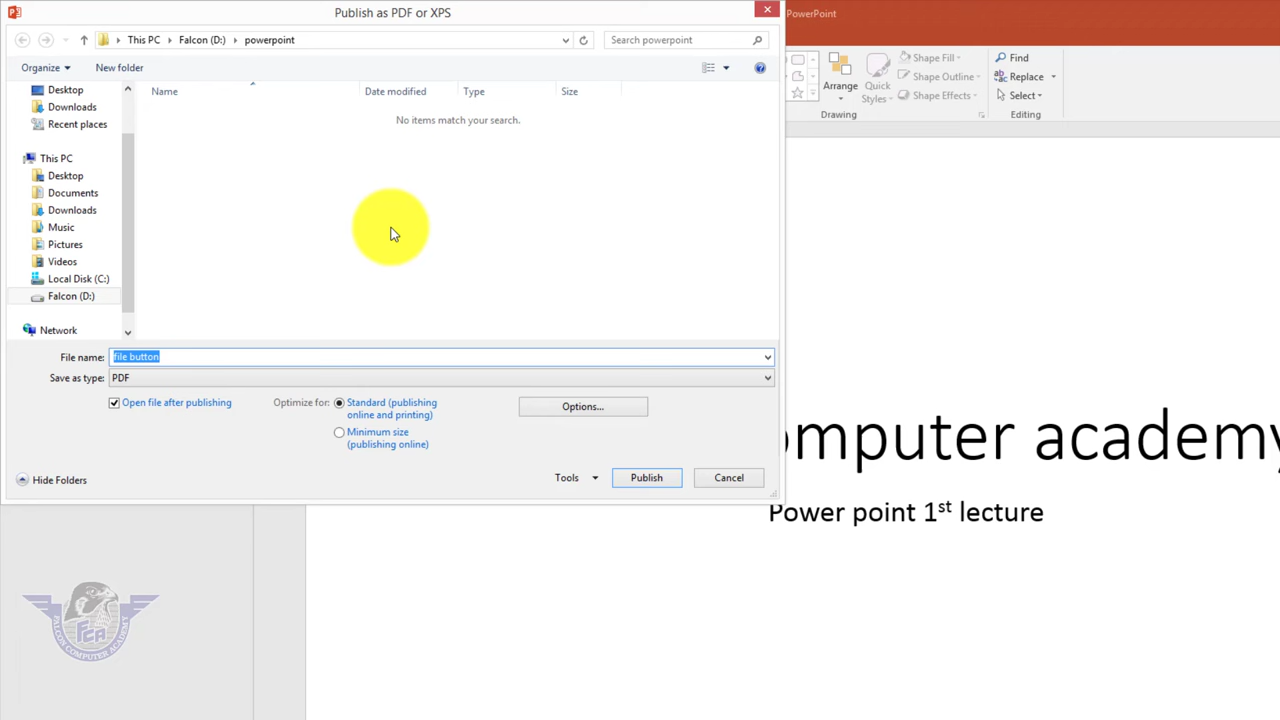 Publish as PDF or XPS
PowerPoint
This PC
Falcon (D:)
powerpoint
Search powerpoint
Organize
New folder
Name
Date modified
Type
Size
No items match your search.
Desktop
Downloads
Recent places
This PC
Desktop
Documents
Downloads
Music
Pictures
Videos
Local Disk (C:)
Falcon (D:)
Network
File name: file button
Save as type: PDF
Open file after publishing
Optimize for:
Standard (publishing
online and printing)
Minimum size
(publishing online)
Options...
Hide Folders
Tools
Publish
Cancel
Arrange
Quick
Styles
Shape Fill
Shape Outline
Shape Effects
Drawing
Find
Replace
Select
Editing
omputer academy
Power point 1st lecture
FCA
FALCON COMPUTER ACADEMY